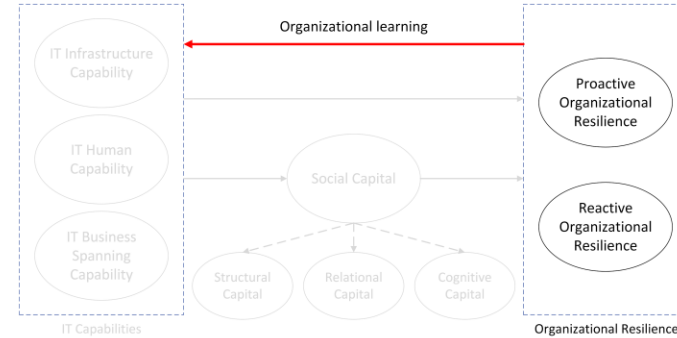 Organizational learning
IT Infrastructure
Capability
IT Human
Capability
IT Business
Spanning
Capability
IT Capabilities
Social Capital
Structural
Capital
Relational
Capital
Cognitive
Capital
Proactive
Organizational
Resilience
Reactive
Organizational
Resilience
Organizational Resilience